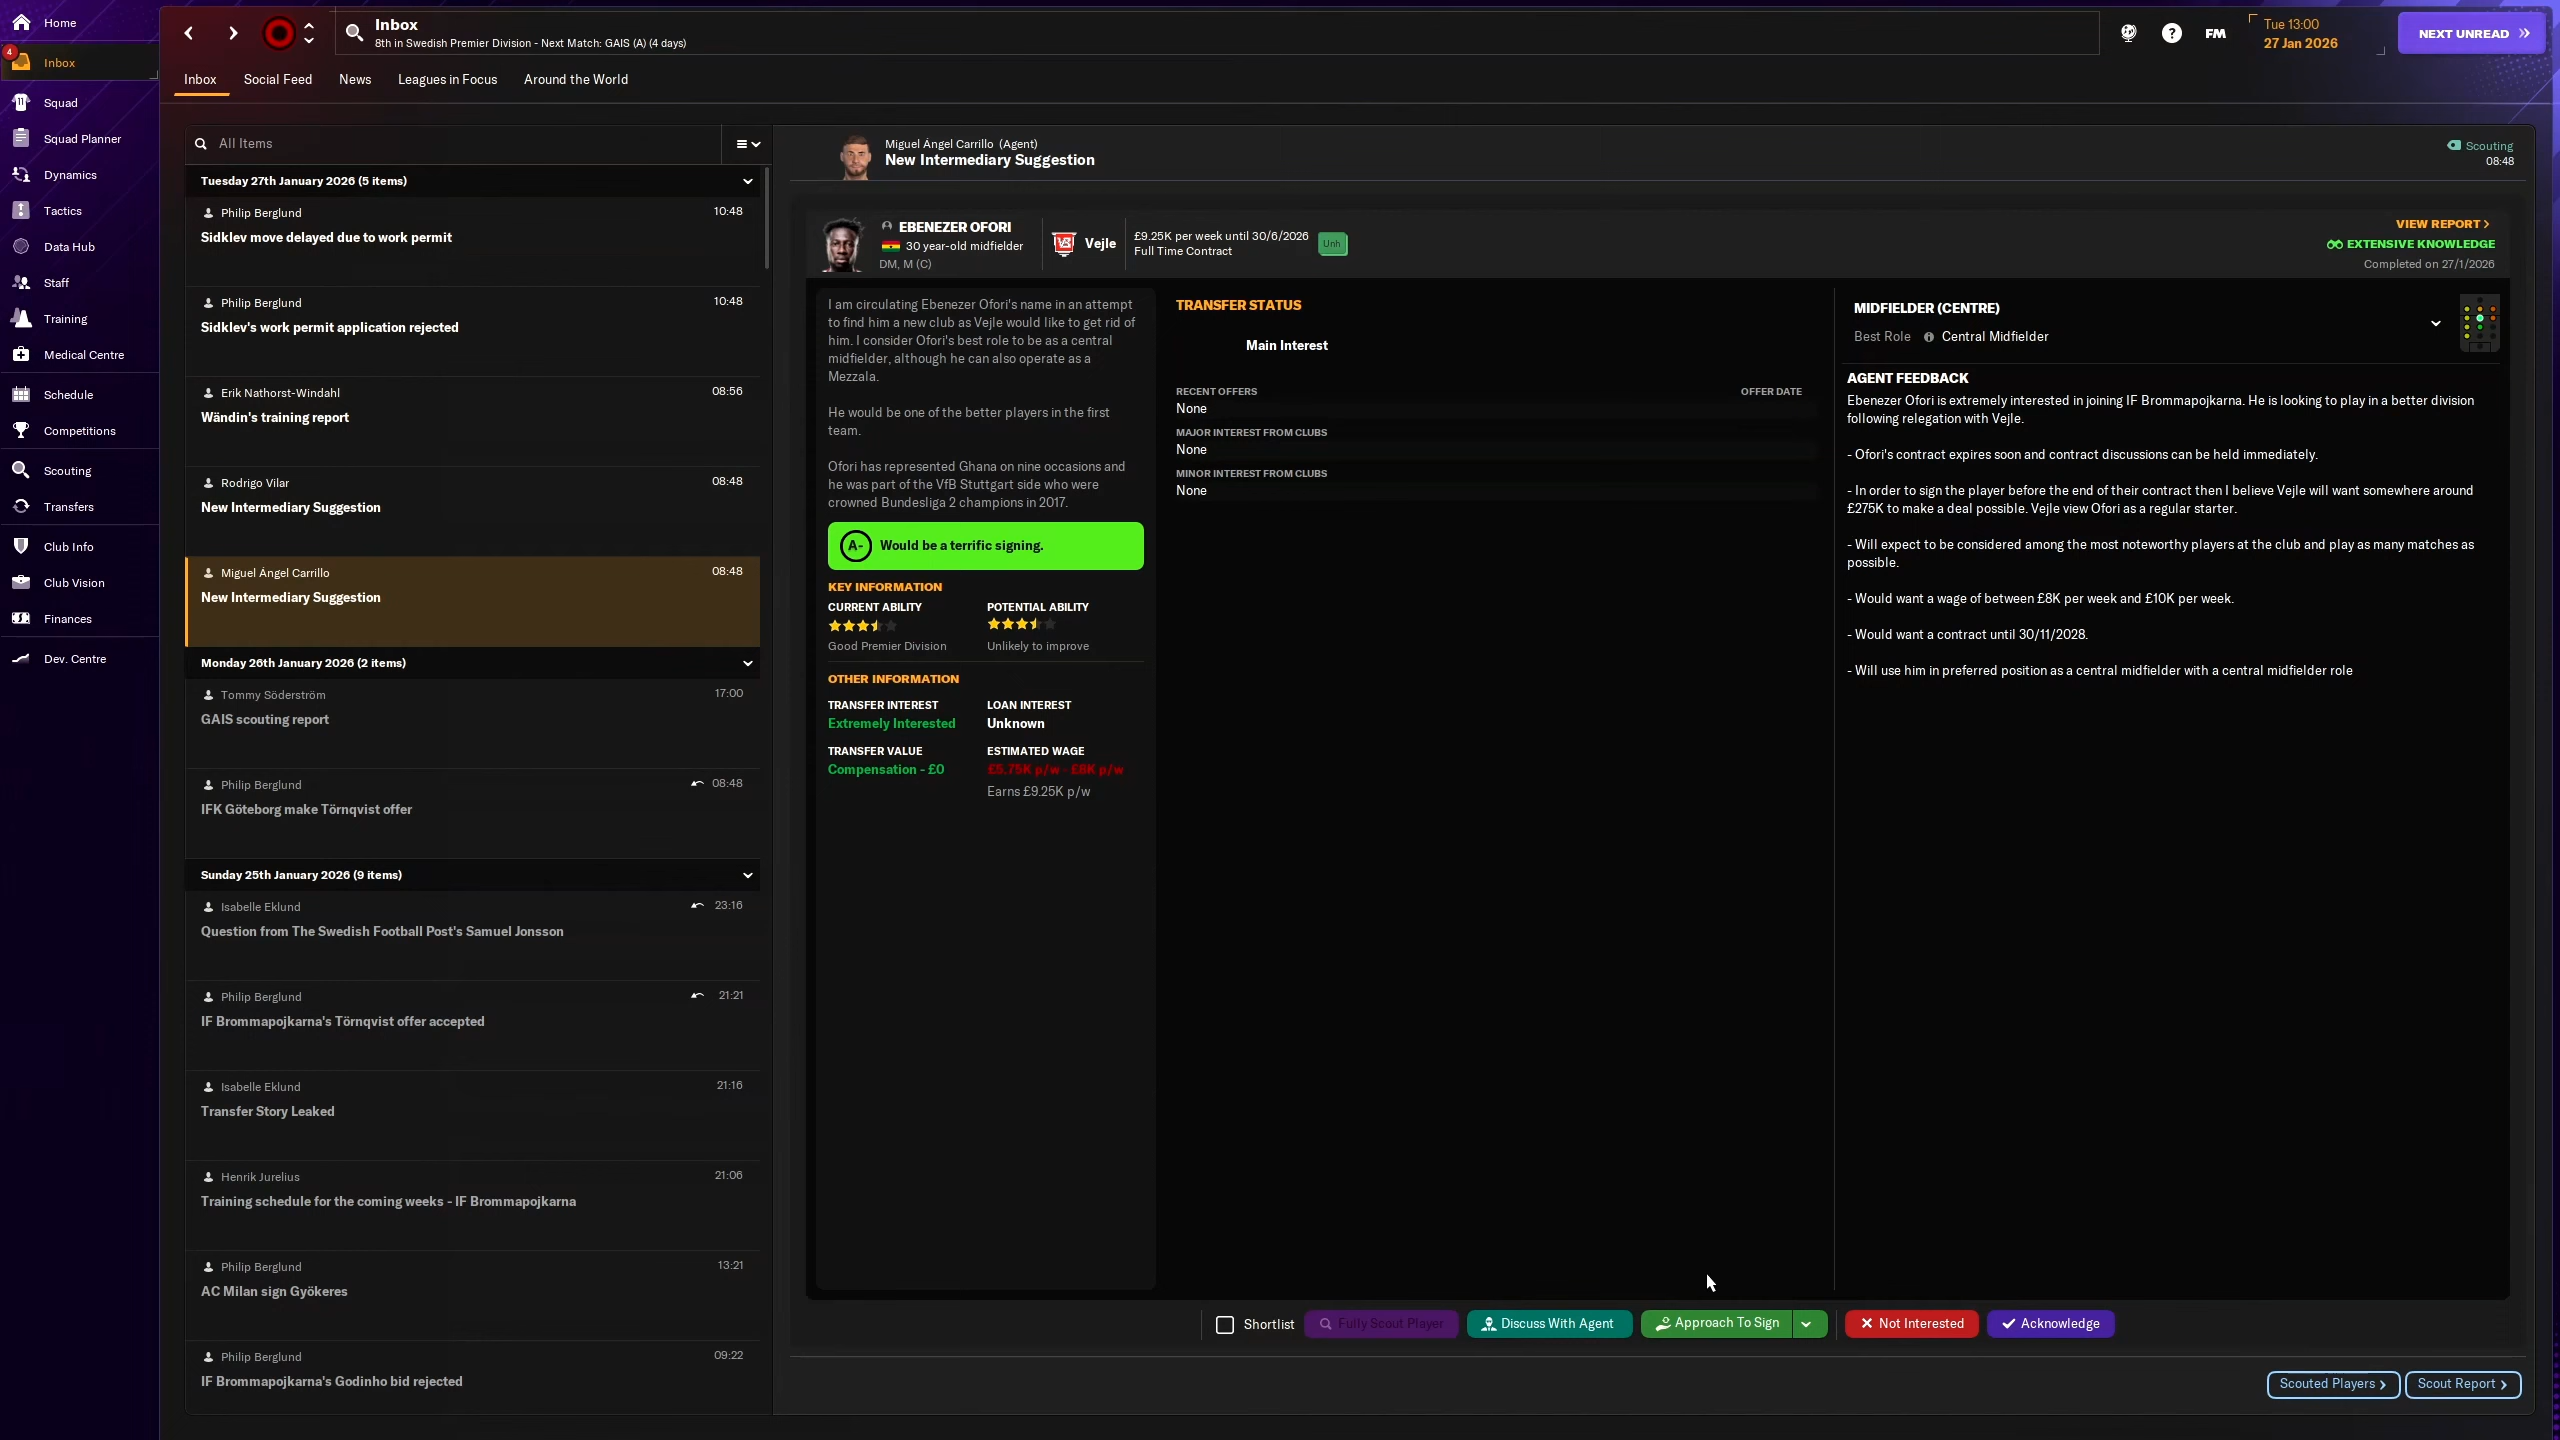 Home
4
Inbox
Squad
Squad Planner
Dynamics
Tactics
Data Hub
Staff
Training
Medical Centre
Schedule
Competitions
Scouting
Transfers
Club Info
Club Vision
Finances
Dev. Centre
Inbox
8th in Swedish Premier Division - Next Match: GAIS (A) (4 days)
FM
Tue 13:00
27 Jan 2026
NEXT UNREAD
Inbox
Social Feed
News
Leagues in Focus
Around the World
All Items
Tuesday 27th January 2026 (5 items)
Philip Berglund
10:48
Sidklev move delayed due to work permit
Philip Berglund
10:48
Sidklev's work permit application rejected
Erik Nathorst-Windahl
08:56
Wändin's training report
Rodrigo Vilar
08:48
New Intermediary Suggestion
Miguel Ángel Carrillo
08:48
New Intermediary Suggestion
Monday 26th January 2026 (2 items)
Tommy Söderström
17:00
GAIS scouting report
Philip Berglund
08:48
IFK Göteborg make Törnqvist offer
Sunday 25th January 2026 (9 items)
Isabelle Eklund
23:16
Question from The Swedish Football Post's Samuel Jonsson
Philip Berglund
21:21
IF Brommapojkarna's Törnqvist offer accepted
Isabelle Eklund
21:16
Transfer Story Leaked
Henrik Jurelius
21:06
Training schedule for the coming weeks - IF Brommapojkarna
Philip Berglund
13:21
AC Milan sign Gyökeres
Philip Berglund
09:22
IF Brommapojkarna's Godinho bid rejected
Miguel Ángel Carrillo (Agent)
New Intermediary Suggestion
Scouting
08:48
EBENEZER OFORI
30 year-old midfielder
DM, M (C)
Vejle
£9.25K per week until 30/6/2026
Full Time Contract
Unh
VIEW REPORT
EXTENSIVE KNOWLEDGE
Completed on 27/1/2026
I am circulating Ebenezer Ofori's name in an attempt
to find him a new club as Vejle would like to get rid of
him. I consider Ofori's best role to be as a central
midfielder, although he can also operate as a
Mezzala.
He would be one of the better players in the first
team.
Ofori has represented Ghana on nine occasions and
he was part of the VfB Stuttgart side who were
crowned Bundesliga 2 champions in 2017.
A- Would be a terrific signing.
KEY INFORMATION
CURRENT ABILITY
POTENTIAL ABILITY
Good Premier Division
Unlikely to improve
OTHER INFORMATION
TRANSFER INTEREST
LOAN INTEREST
Extremely Interested
Unknown
TRANSFER VALUE
ESTIMATED WAGE
Compensation - £0
£5.75K p/w - £8K p/w
Earns £9.25K p/w
TRANSFER STATUS
Main Interest
RECENT OFFERS
OFFER DATE
None
MAJOR INTEREST FROM CLUBS
None
MINOR INTEREST FROM CLUBS
None
MIDFIELDER (CENTRE)
Best Role Central Midfielder
AGENT FEEDBACK
Ebenezer Ofori is extremely interested in joining IF Brommapojkarna. He is looking to play in a better division
following relegation with Vejle.
- Ofori's contract expires soon and contract discussions can be held immediately.
- In order to sign the player before the end of their contract then I believe Vejle will want somewhere around
£275K to make a deal possible. Vejle view Ofori as a regular starter.
- Will expect to be considered among the most noteworthy players at the club and play as many matches as
possible.
- Would want a wage of between £8K per week and £10K per week.
- Would want a contract until 30/11/2028.
- Will use him in preferred position as a central midfielder with a central midfielder role
Shortlist
Fully Scout Player
Discuss With Agent
Approach To Sign
Not Interested
Acknowledge
Scouted Players
Scout Report